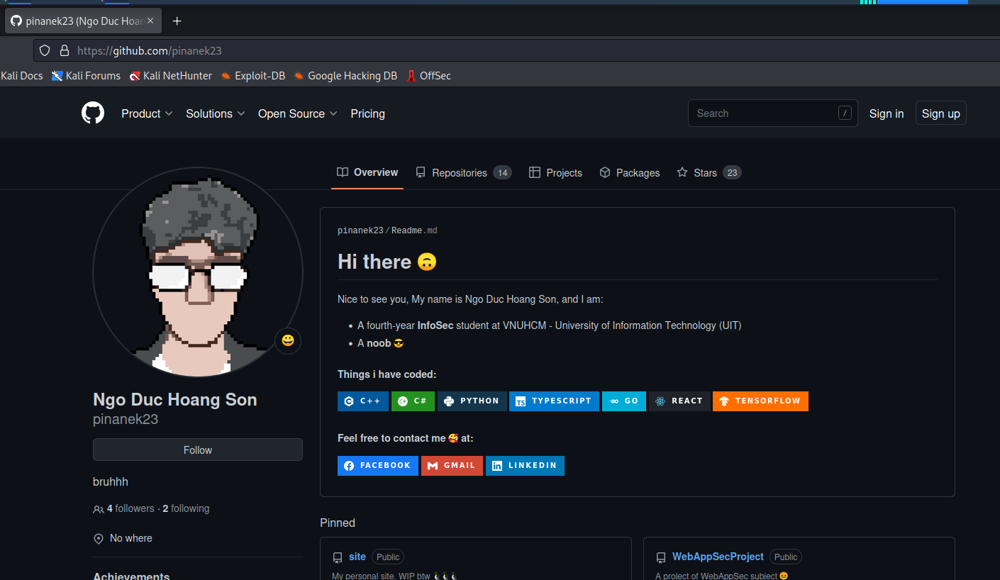 pinanek23 (Ngo Duc Hoan
https://github.com/pinanek23
Kali Docs Kali Forums Kali NetHunter Exploit-DB Google Hacking DB OffSec
Product Solutions Open Source Pricing Search / Sign in Sign up
Overview Repositories 14 Projects Packages Stars 23
pinanek23/Readme.md
Hi there 🙃
Nice to see you, My name is Ngo Duc Hoang Son, and I am:
• A fourth-year InfoSec student at VNUHCM - University of Information Technology (UIT)
• A noob 😎
Things i have coded:
C++ C# PYTHON TYPESCRIPT GO REACT TENSORFLOW
Feel free to contact me 🥰 at:
FACEBOOK GMAIL LINKEDIN
Ngo Duc Hoang Son
pinanek23
Follow
bruhhh
4 followers · 2 following
No where
Achievements
Pinned
site Public
My personal site. WIP btw 🐧🐧🐧
WebAppSecProject Public
A project of WebAppSec subject 😆